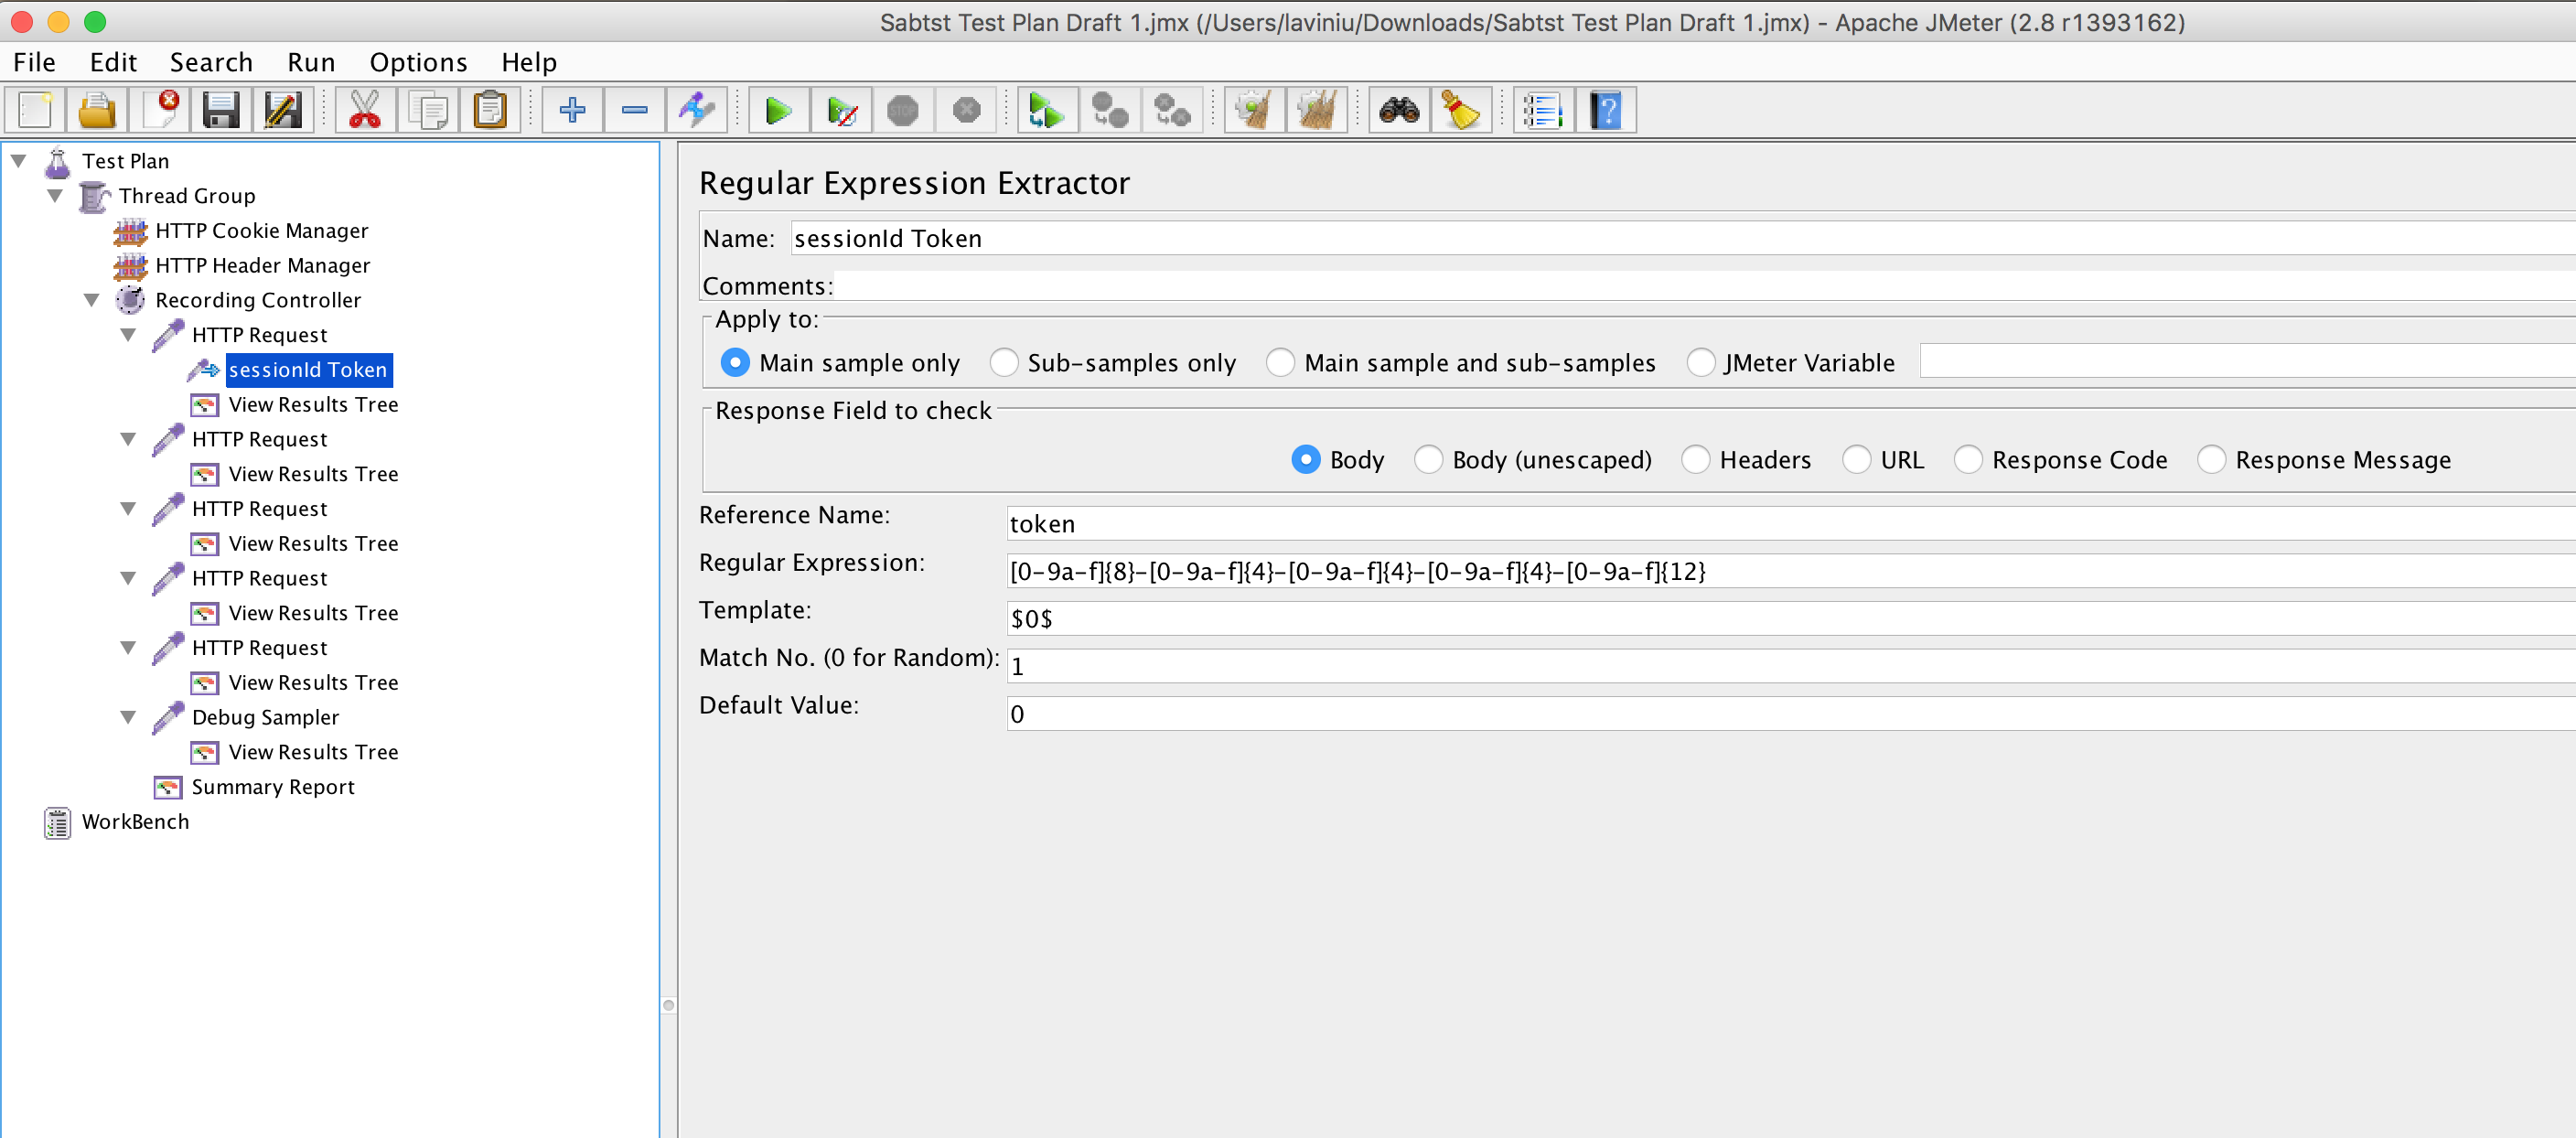 Sabtst Test Plan Draft 1.jmx (/Users/laviniu/Downloads/Sabtst Test Plan Draft 1.jmx) - Apache JMeter (2.8 r1393162)
File Edit Search Run Options Help
STOP
Test Plan
Thread Group
HTTP Cookie Manager
HTTP Header Manager
Recording Controller
HTTP Request
sessionId Token
View Results Tree
HTTP Request
View Results Tree
HTTP Request
View Results Tree
HTTP Request
View Results Tree
HTTP Request
View Results Tree
Debug Sampler
View Results Tree
Summary Report
WorkBench
Regular Expression Extractor
Name: sessionId Token
Comments:
Apply to:
Main sample only Sub-samples only Main sample and sub-samples JMeter Variable
Response Field to check
Body Body (unescaped) Headers URL Response Code Response Message
Reference Name: token
Regular Expression: [0-9a-f]{8}-[0-9a-f]{4}-[0-9a-f]{4}-[0-9a-f]{4}-[0-9a-f]{12}
Template: $0$
Match No. (0 for Random): 1
Default Value: 0